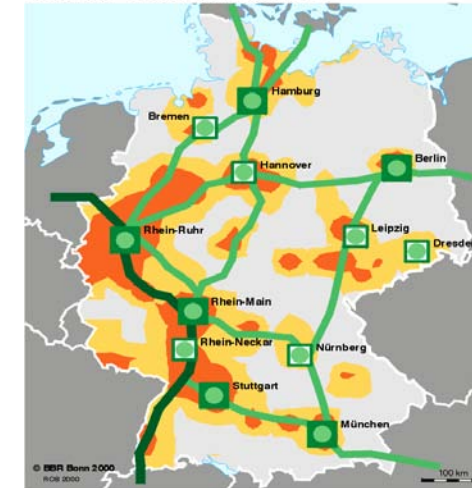 Hamburg
Bremen
Hannover
Berlin
Rhein-Ruhr
Leipzig
Dresde
Rhein-Main
Rhein-Neckar
Nürnberg
Stuttgart
München
© BBR Bonn 2000
ROB 2000
100 km